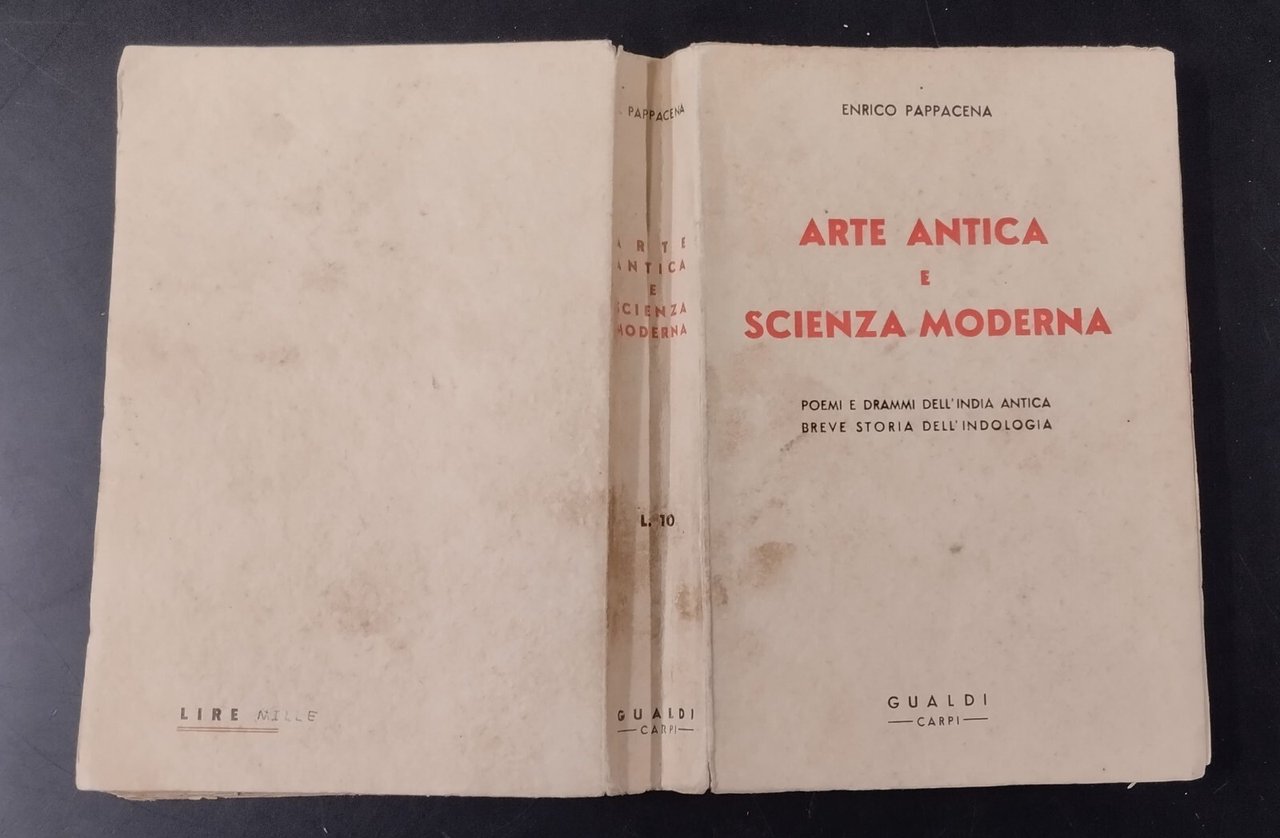 LIRE MILLE
PAPPACENA
ARTE
ANTICA
E
SCIENZA
MODERNA
L. 10
GUALDI
CARPI
ENRICO PAPPACENA
ARTE ANTICA
E
SCIENZA MODERNA
POEMI E DRAMMI DELL'INDIA ANTICA
BREVE STORIA DELL'INDOLOGIA
GUALDI
CARPI